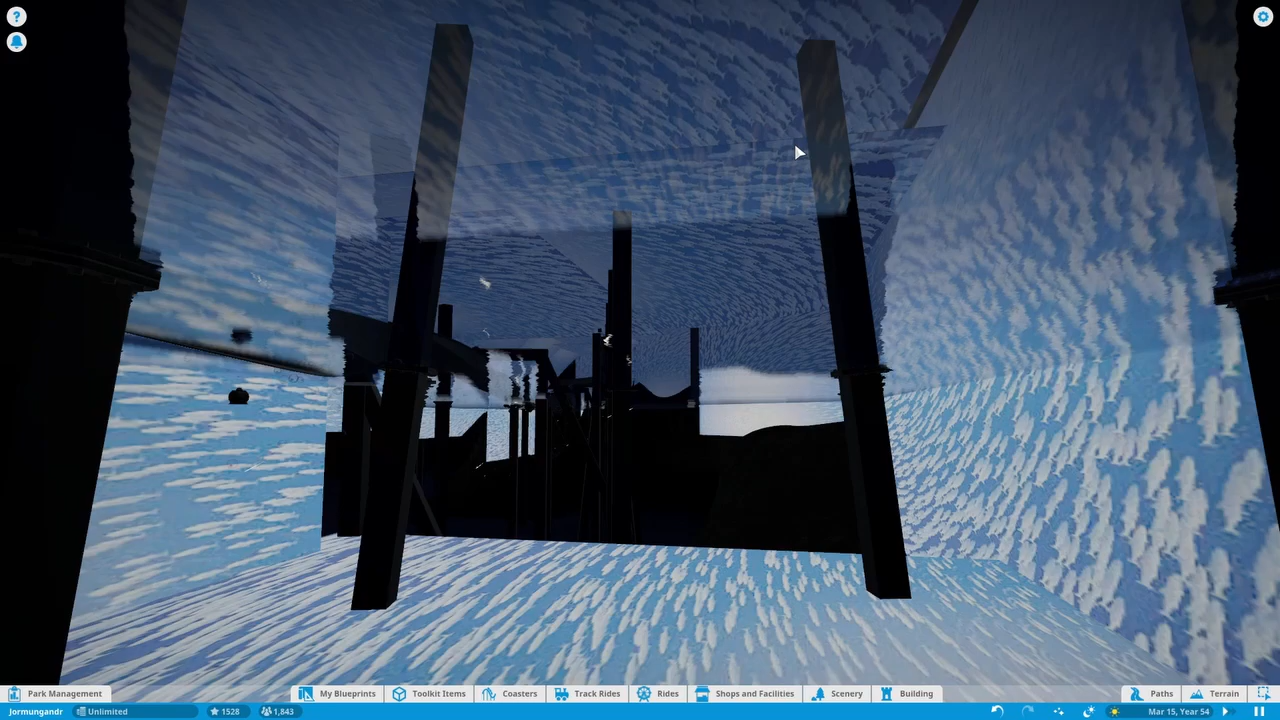 ?
Park Management
My Blueprints
Toolkit Items
Coasters
Track Rides
Rides
Shops and Facilities
Scenery
Building
Paths
Terrain
Jormungandr
Unlimited
1528
1,843
Mar 15, Year 54